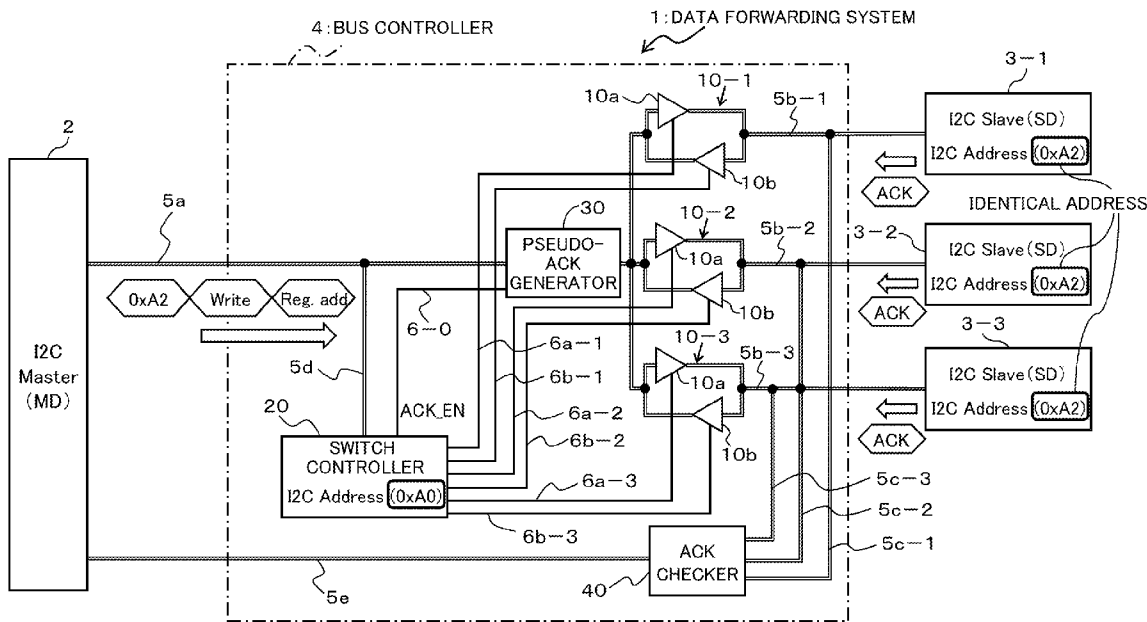 1:DATA FORWARDING SYSTEM
4:BUS CONTROLLER
3-1
10a
10-1
5b-1
I2C Slave(SD)
I2C Address (0xA2)
10b
ACK
2
5a
30
PSEUDO-
ACK
GENERATOR
10-2
10a
5b-2
10b
IDENTICAL ADDRESS
3-2
I2C Slave(SD)
I2C Address (0xA2)
ACK
0xA2
Write
Reg. add
I2C
Master
(MD)
5d
6-0
6a-1
6b-1
6a-2
6b-2
6a-3
6b-3
10-3
10a
5b-3
10b
3-3
I2C Slave(SD)
I2C Address (0xA2)
ACK
20
ACK_EN
SWITCH
CONTROLLER
I2C Address (0xA0)
5c-3
5c-2
5c-1
ACK
CHECKER
40
5e